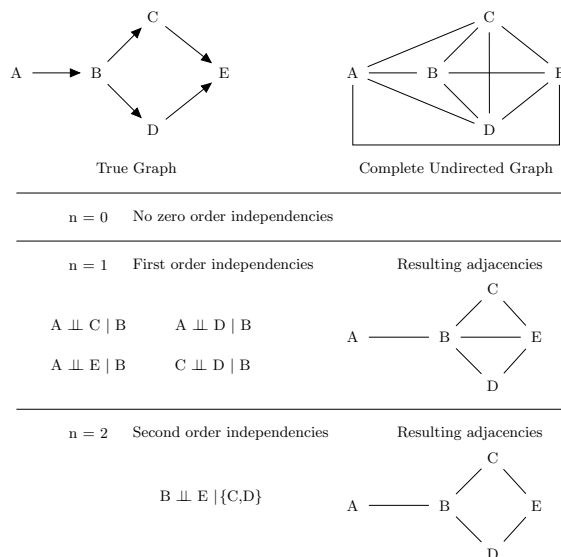 C
A B E
D
True Graph
C
A B E
D
Complete Undirected Graph
n = 0 No zero order independencies
n = 1 First order independencies Resulting adjacencies
A ⫫ C | B A ⫫ D | B
A ⫫ E | B C ⫫ D | B
C
A B E
D
n = 2 Second order independencies Resulting adjacencies
B ⫫ E |{C,D}
C
A B E
D